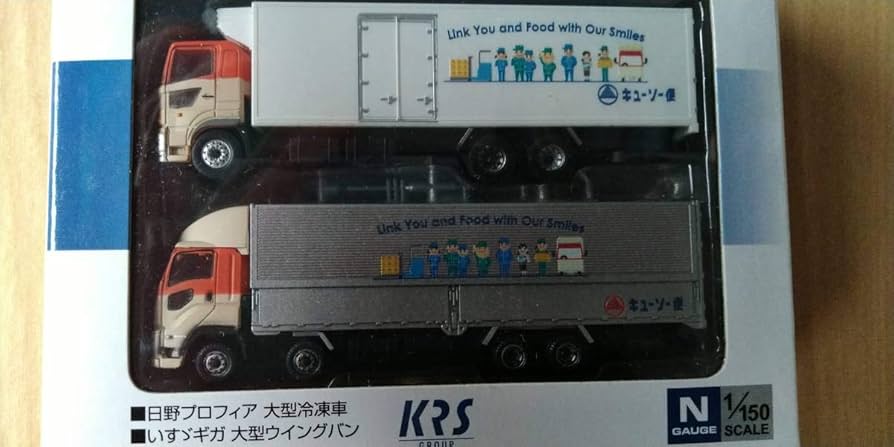 Link You and Food with Our Smiles
キユーソー便
Link You and Food with Our Smiles
キユーソー便
■日野プロフィア 大型冷凍車
■いすゞギガ 大型ウイングバン
KRS
GROUP
N
GAUGE
1/150
SCALE